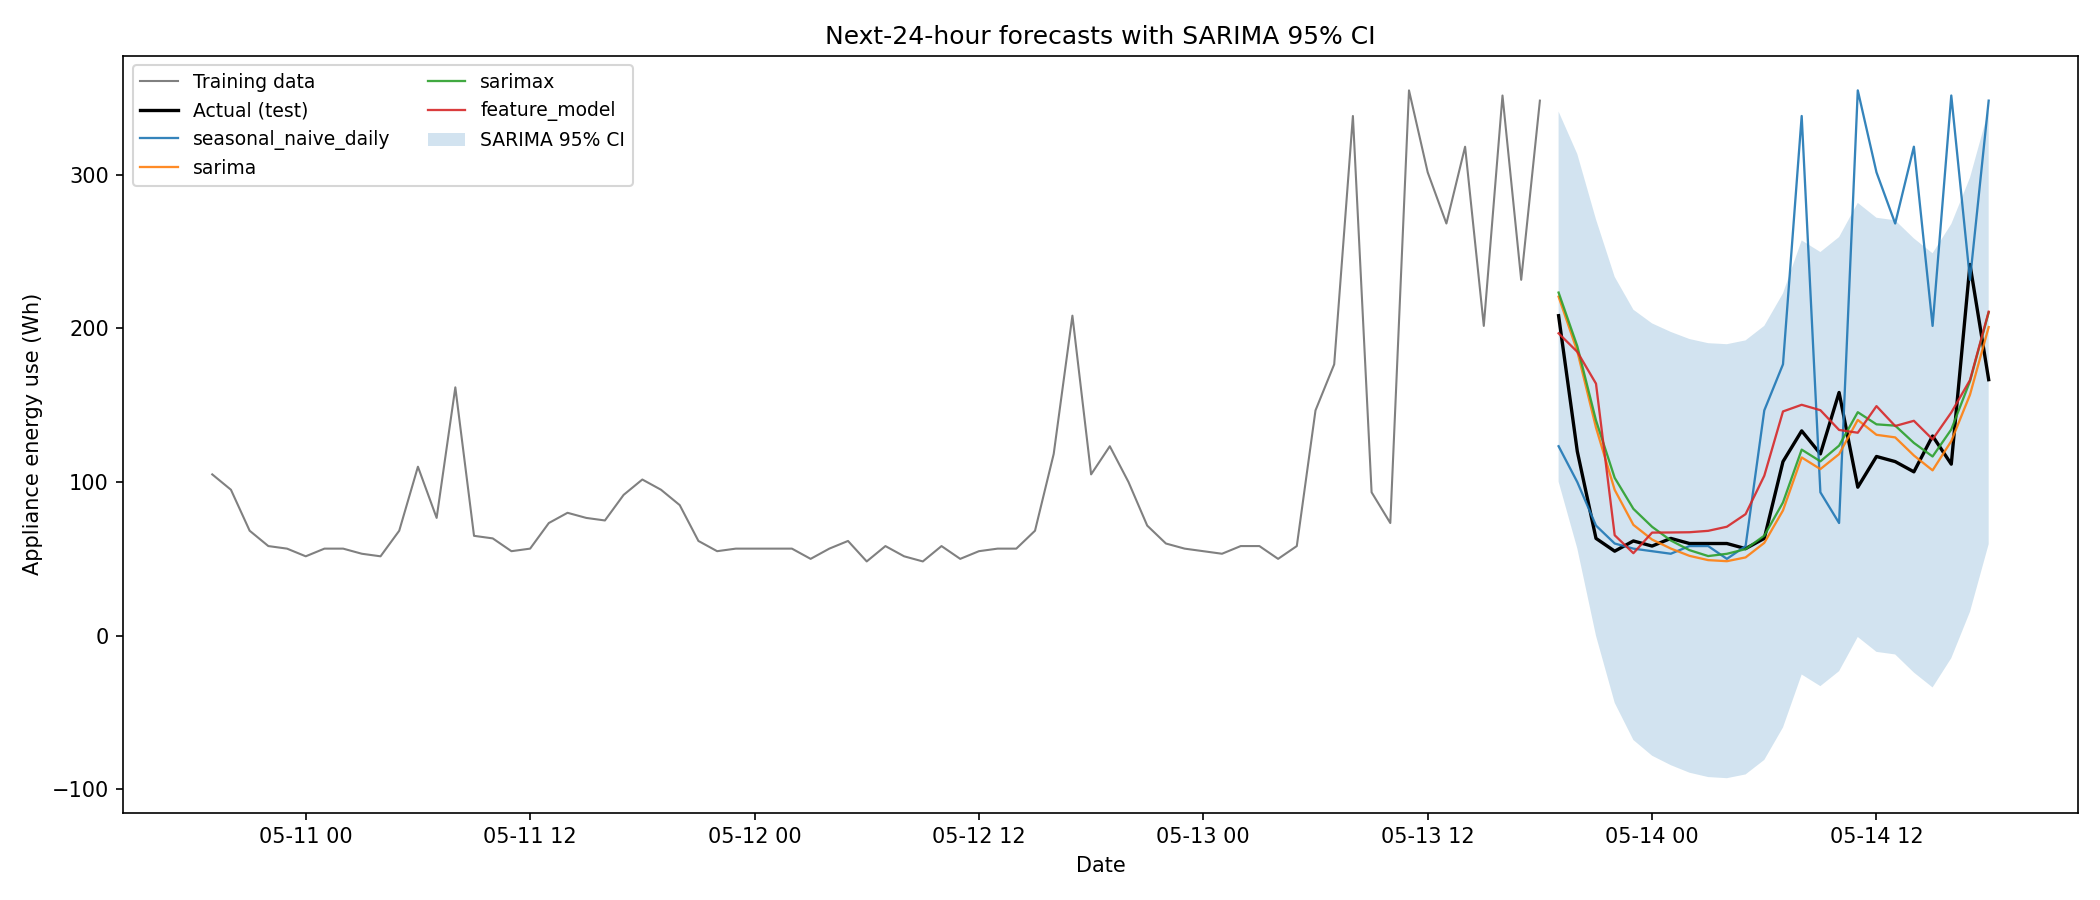 Next-24-hour forecasts with SARIMA 95% CI
Training data
Actual (test)
seasonal_naive_daily
sarima
sarimax
feature_model
SARIMA 95% CI
Appliance energy use (Wh)
300
200
100
0
−100
05-11 00
05-11 12
05-12 00
05-12 12
05-13 00
05-13 12
05-14 00
05-14 12
Date